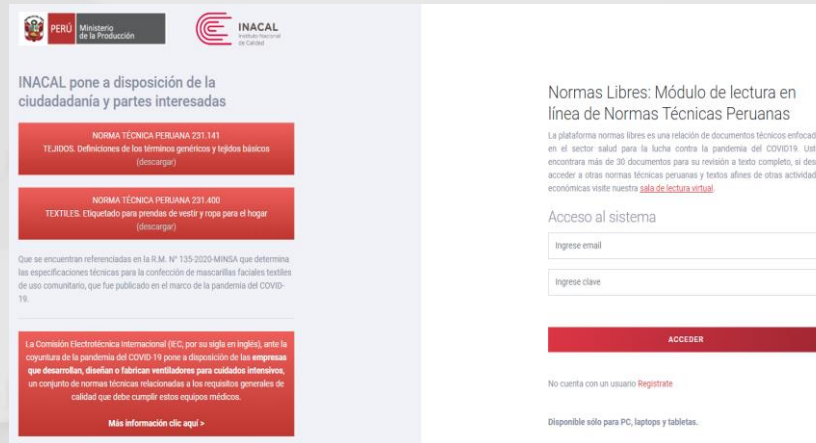 PERÚ
Ministerio
de la Producción
INACAL
Instituto Nacional
de Calidad
INACAL pone a disposición de la
ciudadadanía y partes interesadas
NORMA TÉCNICA PERUANA 231.141
TEJIDOS. Definiciones de los términos genéricos y tejidos básicos
(descargar)
NORMA TÉCNICA PERUANA 231.400
TEXTILES. Etiquetado para prendas de vestir y ropa para el hogar
(descargar)
Que se encuentran referenciadas en la R.M. N° 135-2020-MINSA que determina
las especificaciones técnicas para la confección de mascarillas faciales textiles
de uso comunitario, que fue publicado en el marco de la pandemia del COVID-
19.
La Comisión Electrotécnica Internacional (IEC, por su sigla en inglés), ante la
coyuntura de la pandemia del COVID-19 pone a disposición de las empresas
que desarrollan, diseñan o fabrican ventiladores para cuidados intensivos,
un conjunto de normas técnicas relacionadas a los requisitos generales de
calidad que debe cumplir estos equipos médicos.
Más información clic aquí >
Normas Libres: Módulo de lectura en
línea de Normas Técnicas Peruanas
La plataforma normas libres es una relación de documentos técnicos enfocad
en el sector salud para la lucha contra la pandemia del COVID19. Ust
encontrara más de 30 documentos para su revisión a texto completo, si des
acceder a otras normas técnicas peruanas y textos afines de otras actividad
económicas visite nuestra sala de lectura virtual.
Acceso al sistema
Ingrese email
Ingrese clave
ACCEDER
No cuenta con un usuario Registrate
Disponible sólo para PC, laptops y tabletas.